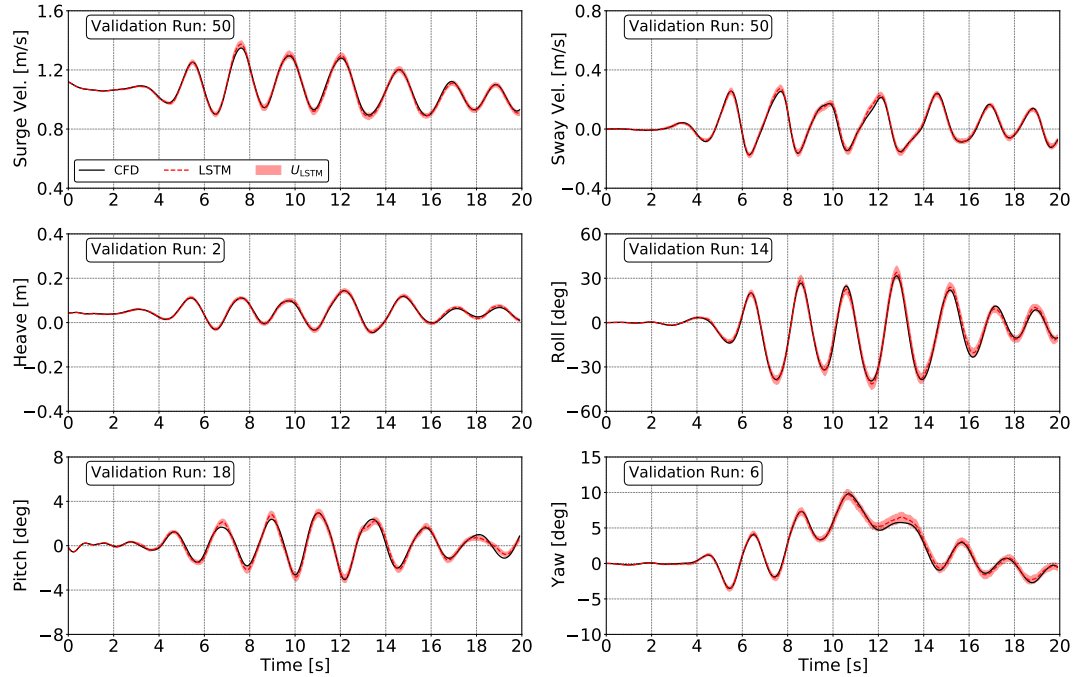 Validation Run: 50
Surge Vel. [m/s]
1.6
1.2
0.8
0.4
CFD
LSTM
U_LSTM
0 2 4 6 8 10 12 14 16 18 20
Validation Run: 50
Sway Vel. [m/s]
0.8
0.4
0.0
−0.4
0 2 4 6 8 10 12 14 16 18 20
Validation Run: 2
Heave [m]
0.4
0.2
0.0
−0.2
−0.4
0 2 4 6 8 10 12 14 16 18 20
Validation Run: 14
Roll [deg]
60
30
0
−30
−60
0 2 4 6 8 10 12 14 16 18 20
Validation Run: 18
Pitch [deg]
8
4
0
−4
−8
0 2 4 6 8 10 12 14 16 18 20
Time [s]
Validation Run: 6
Yaw [deg]
15
10
5
0
−5
−10
0 2 4 6 8 10 12 14 16 18 20
Time [s]